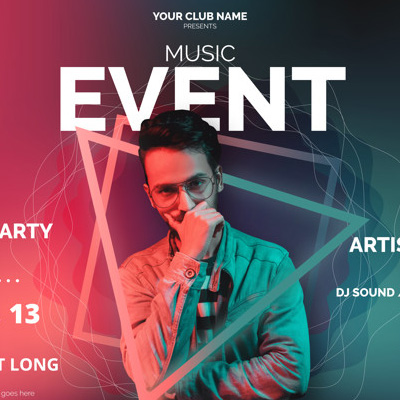 YOUR CLUB NAME
PRESENTS
MUSIC
EVENT
ARTY
ARTIS
....
DJ SOUND
13
T LONG
goes here